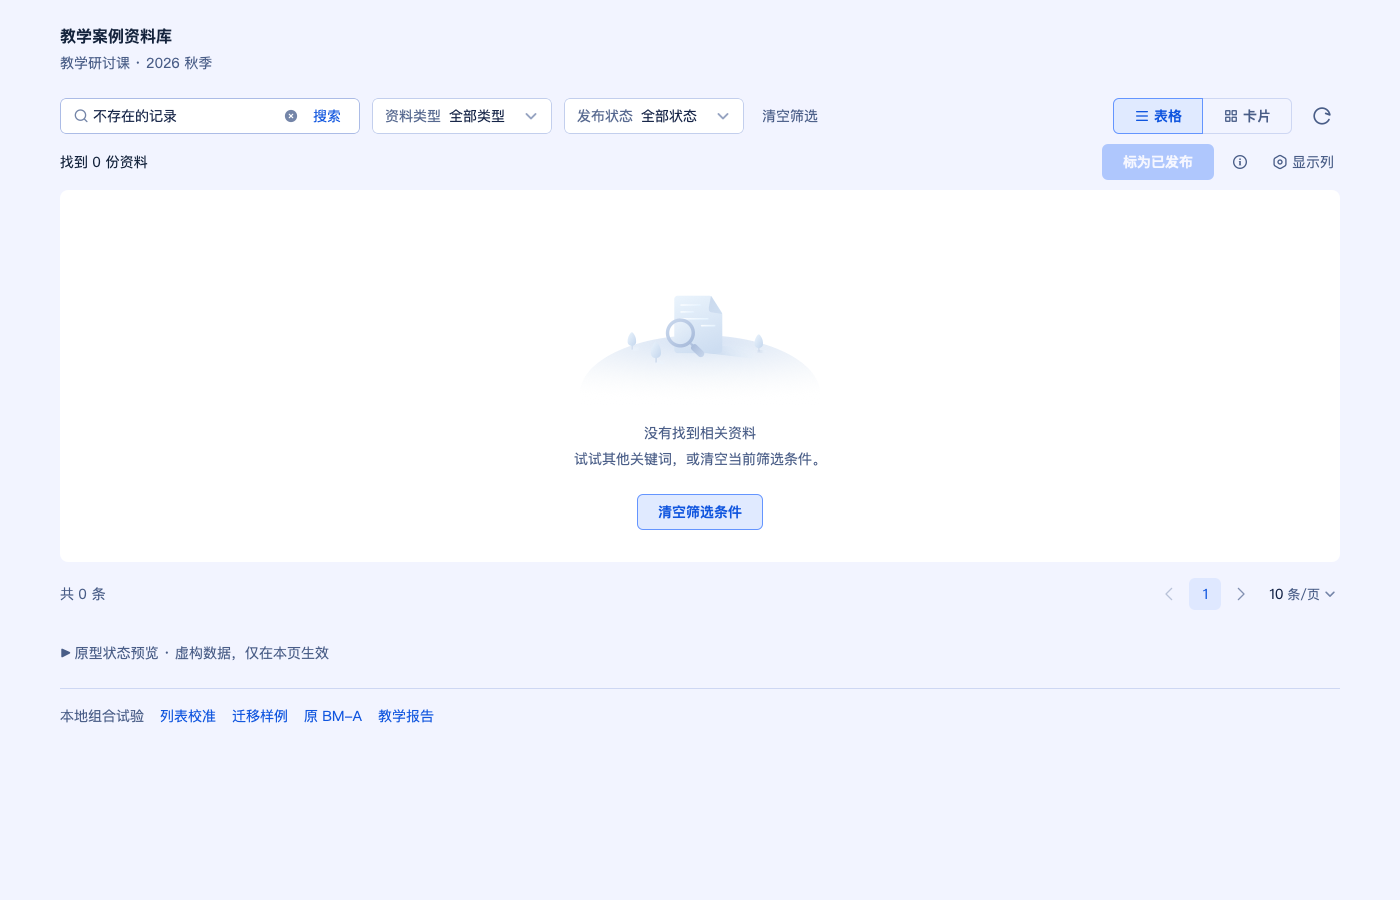 教学案例资料库
教学研讨课 · 2026 秋季
不存在的记录 搜索 资料类型 全部类型 发布状态 全部状态 清空筛选 表格 卡片
找到 0 份资料 标为已发布 显示列
没有找到相关资料
试试其他关键词，或清空当前筛选条件。
清空筛选条件
共 0 条 1 10 条/页
原型状态预览 · 虚构数据，仅在本页生效
本地组合试验 列表校准 迁移样例 原 BM-A 教学报告